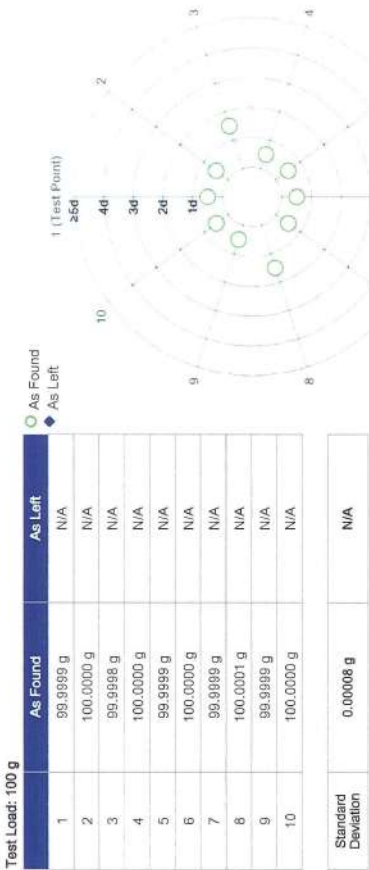 Test Load: 100 g
As Found As Left
1 99.9999 g N/A
2 100.0000 g N/A
3 99.9998 g N/A
4 100.0000 g N/A
5 99.9999 g N/A
6 100.0000 g N/A
7 99.9999 g N/A
8 100.0001 g N/A
9 99.9999 g N/A
10 100.0000 g N/A
Standard
Deviation 0.00008 g N/A
As Found
As Left
1 (Test Point)
≥5d
4d
3d
2d
1d
2
3
4
8
9
10